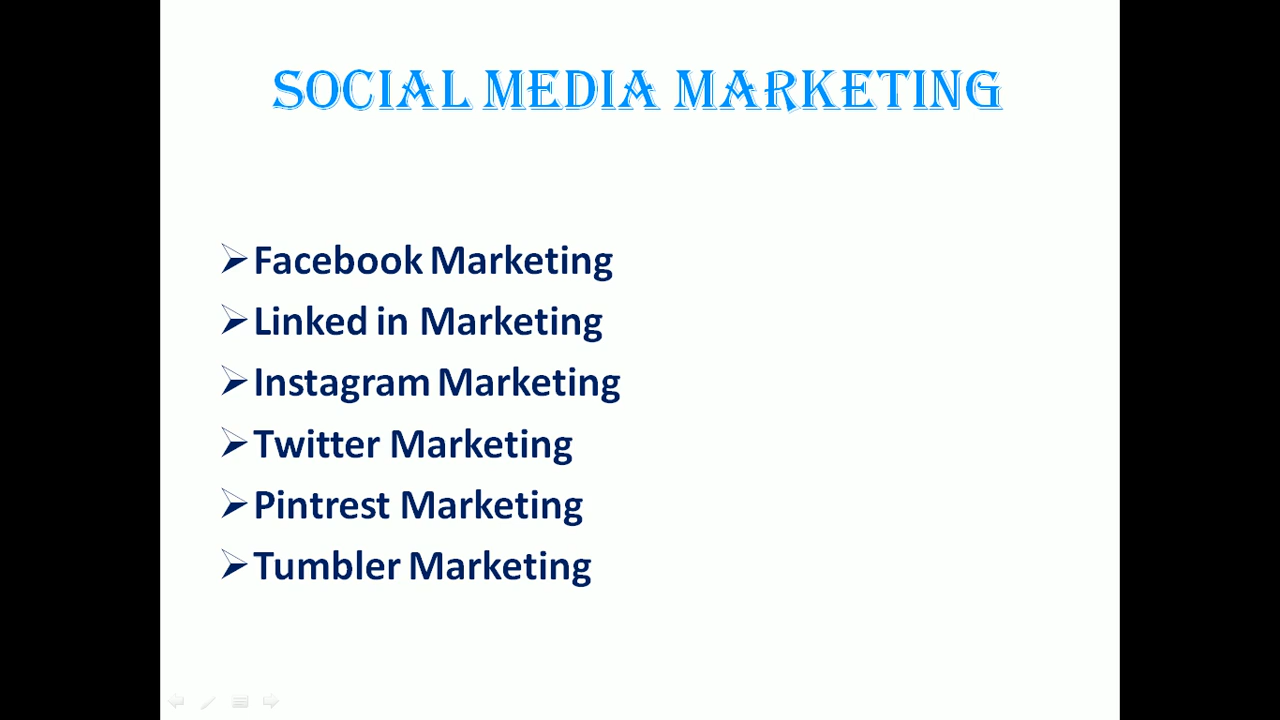 SOCIAL MEDIA MARKETING
Facebook Marketing
Linked in Marketing
Instagram Marketing
Twitter Marketing
Pintrest Marketing
Tumbler Marketing